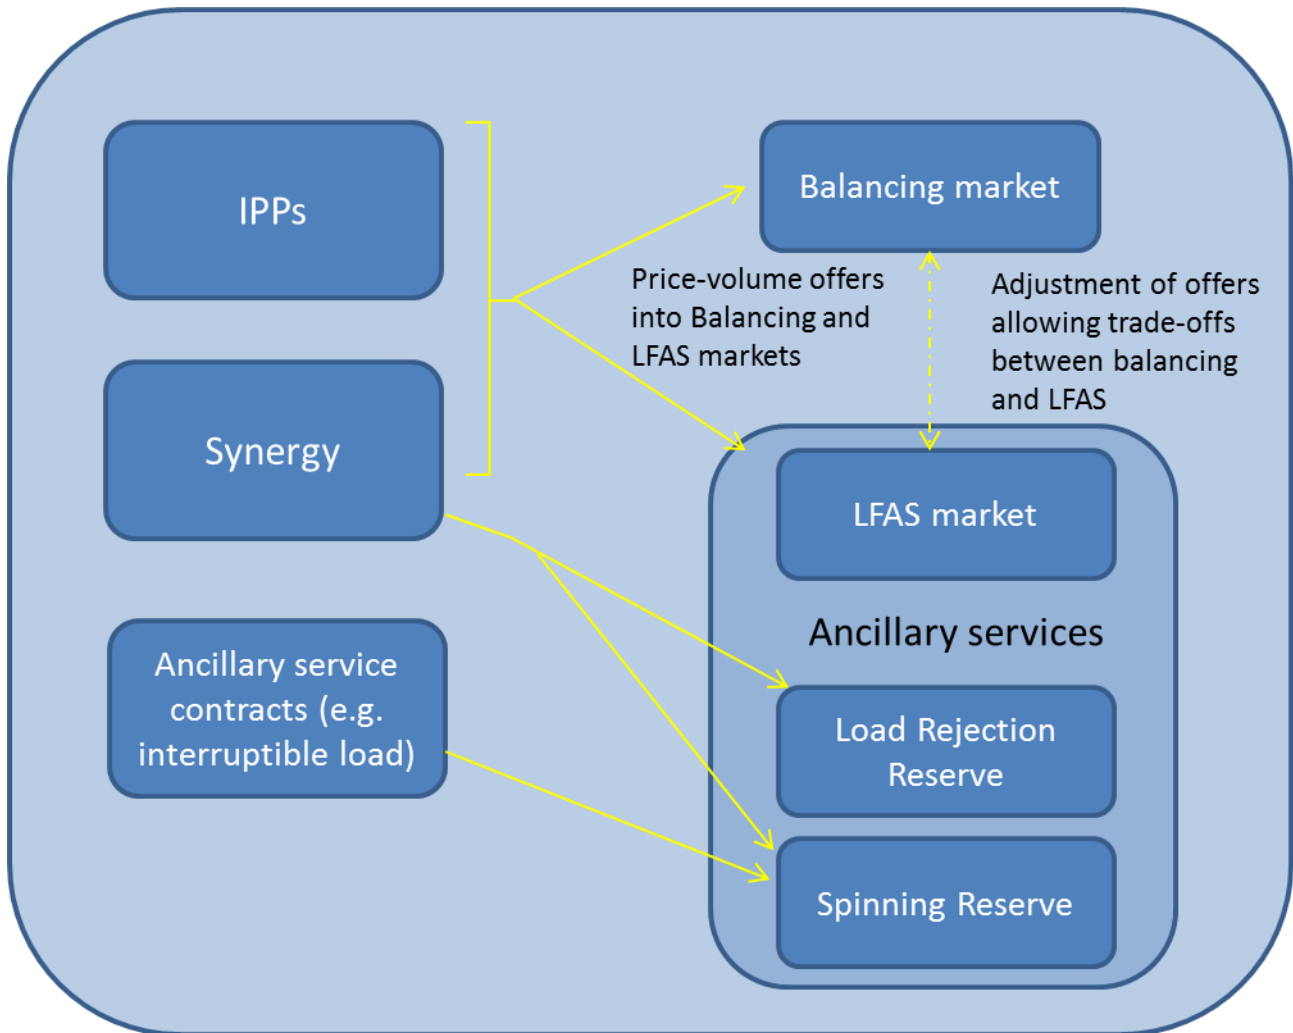 IPPs
Synergy
Ancillary service
contracts (e.g.
interruptible load)
Balancing market
Price-volume offers
into Balancing and
LFAS markets
Adjustment of offers
allowing trade-offs
between balancing
and LFAS
LFAS market
Ancillary services
Load Rejection
Reserve
Spinning Reserve